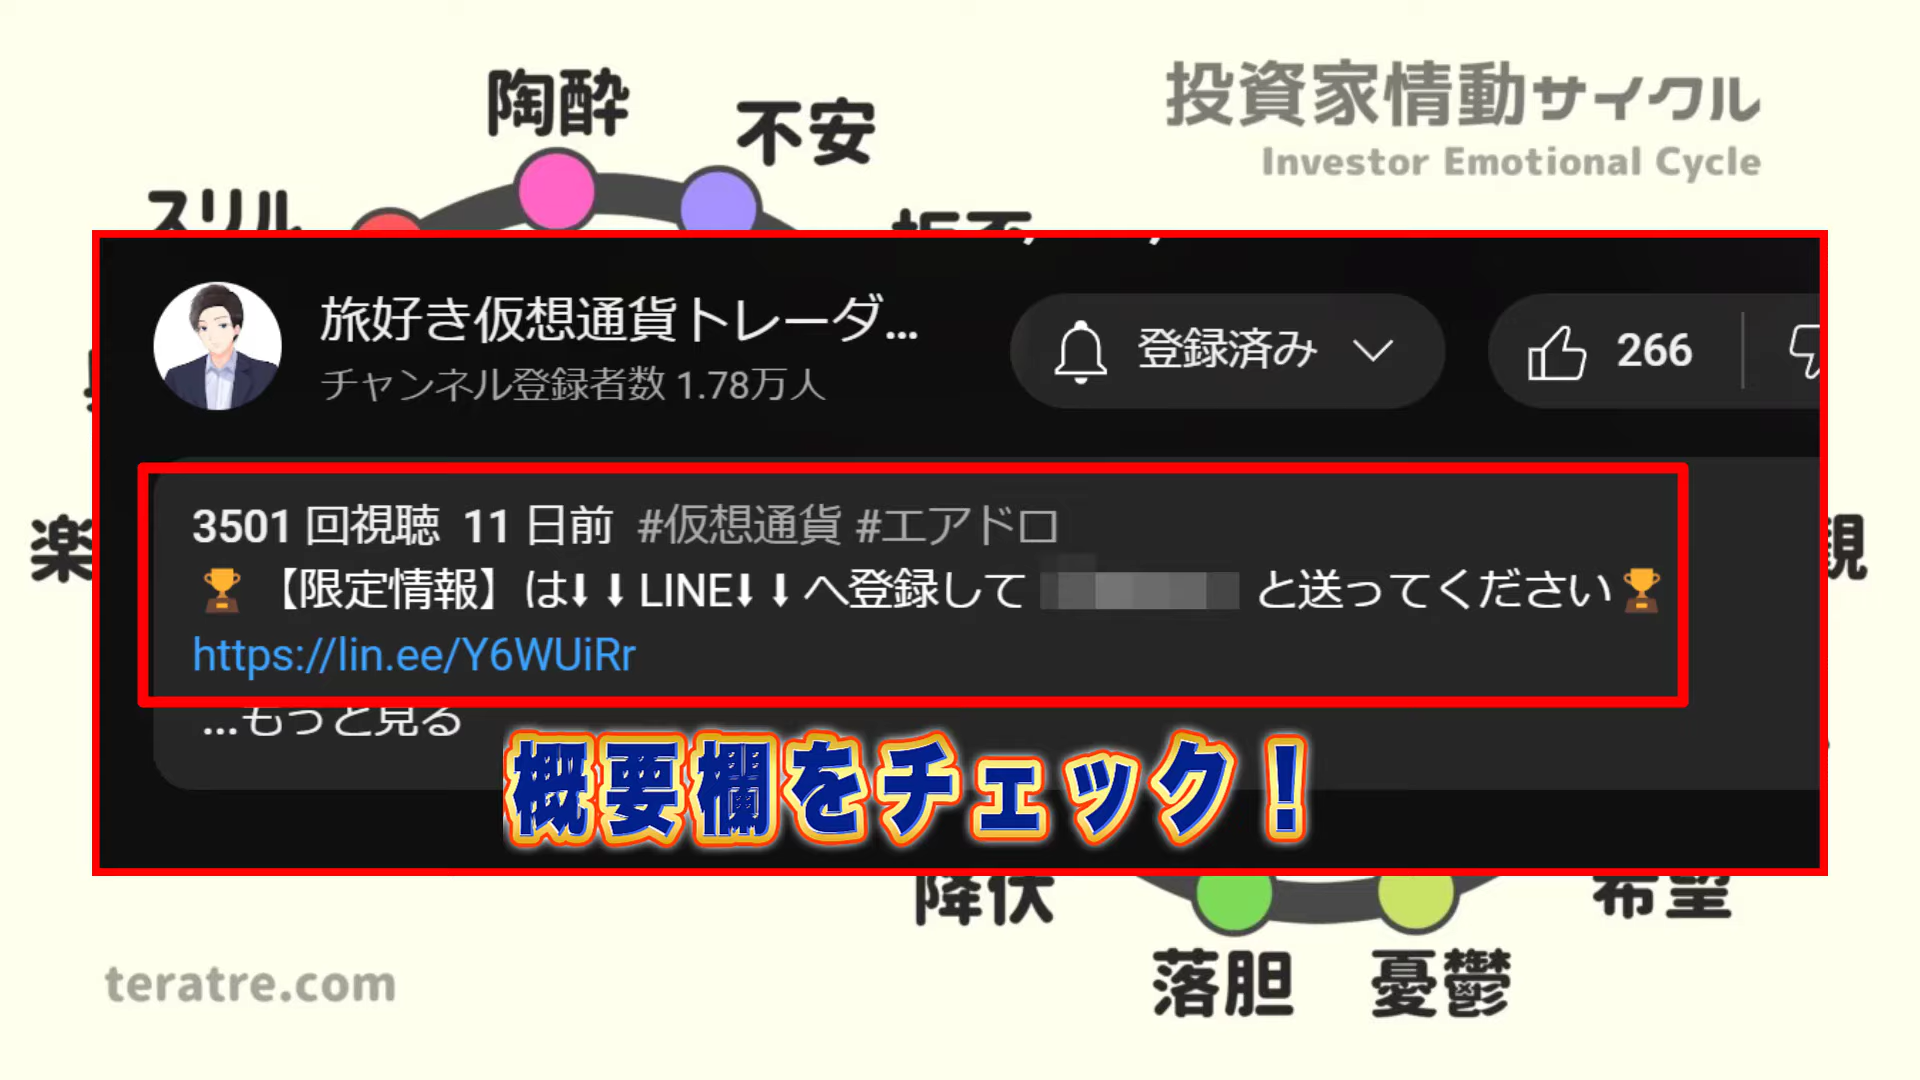 陶酔
不安
投資家情動サイクル
Investor Emotional Cycle
スリル
旅好き仮想通貨トレーダ...
チャンネル登録者数 1.78万人
登録済み
266
3501 回視聴 11 日前 #仮想通貨 #エアドロ
🏆【限定情報】は⬇⬇LINE⬇⬇へ登録して と送ってください🏆
https://lin.ee/Y6WUiRr
...もっと見る
概要欄をチェック!
楽
観
降伏
希望
落胆
憂鬱
teratre.com